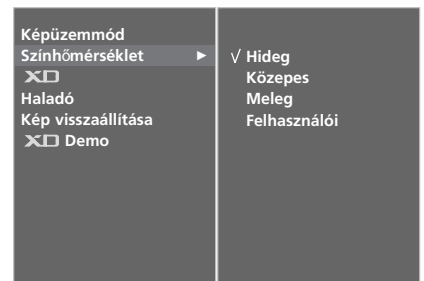 Képüzemmód
Színhőmérséklet ►
XD
Haladó
Kép visszaállítása
XD Demo
√ Hideg
Közepes
Meleg
Felhasználói